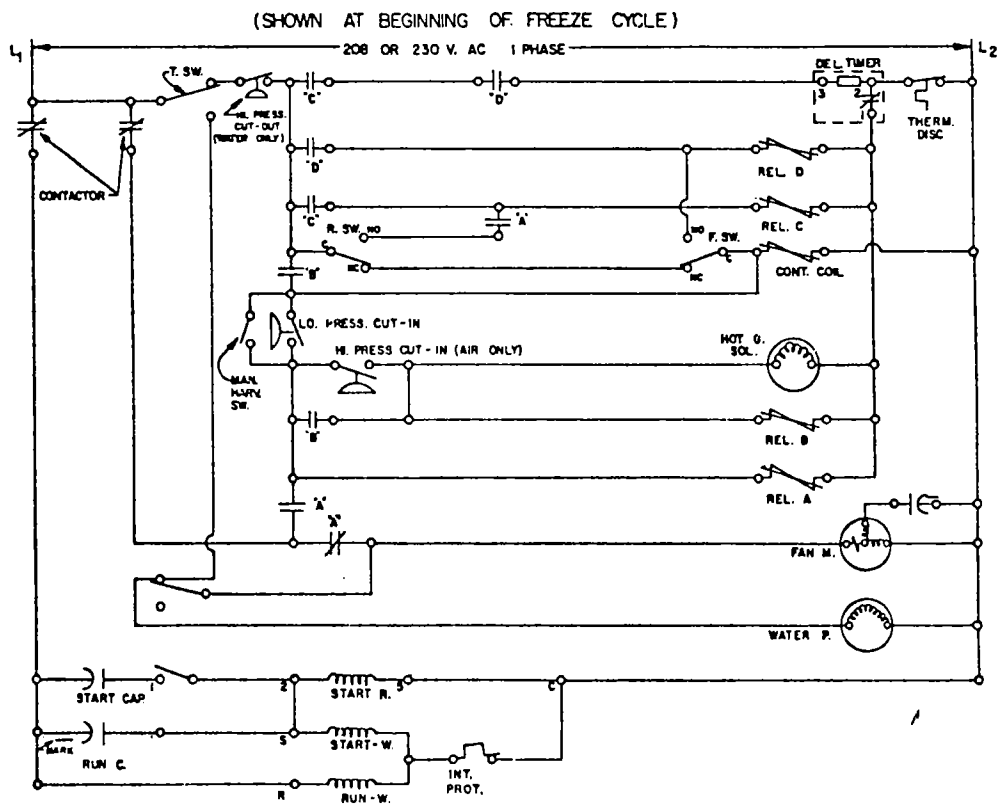 (SHOWN AT BEGINNING OF FREEZE CYCLE)
L1
208 OR 230 V. AC 1 PHASE
L2
T. SW.
DEL. TIMER
"C"
"D"
3
2
HI. PRESS.
CUT-OUT
(WATER ONLY)
THERM.
DISC
CONTACTOR
"D"
REL. D
"C"
"A"
REL. C
R. SW. NO
NO
F. SW.
C
C
NC
NC
CONT. COIL
"B"
LO. PRESS. CUT-IN
HI. PRESS CUT-IN (AIR ONLY)
HOT G.
SOL.
MAN.
HARV.
SW.
"B"
REL. B
REL. A
"A"
"A"
FAN M.
WATER P.
1
2
S
C
START CAP.
START R.
S
START-W.
MARK
RUN C.
INT.
PROT.
R
RUN-W.